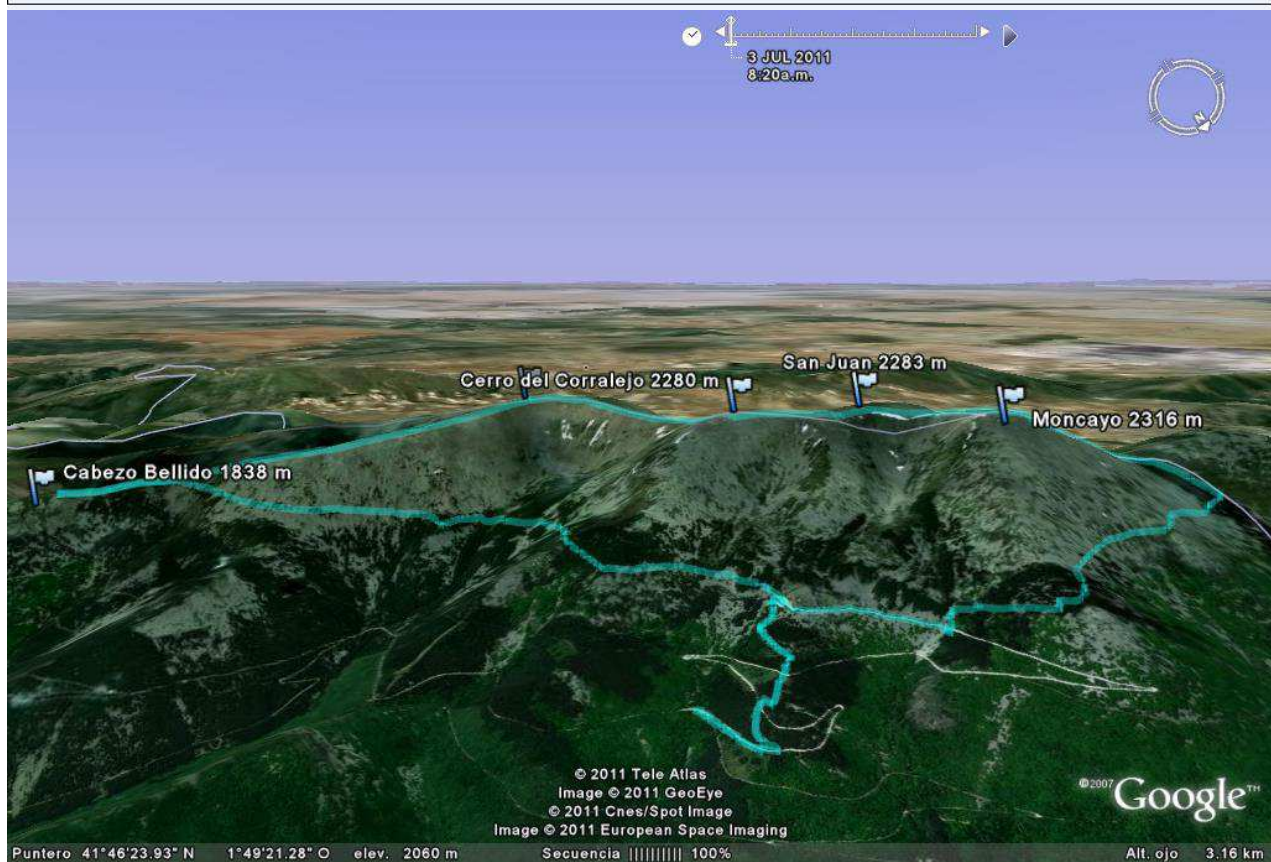 3 JUL 2011
8:20a.m.
N
San Juan 2283 m
Cerro del Corralejo 2280 m
Moncayo 2316 m
Cabezo Bellido 1838 m
© 2011 Tele Atlas
Image © 2011 GeoEye
© 2011 Cnes/Spot Image
Image © 2011 European Space Imaging
©2007 Google™
Puntero 41°46'23.93" N 1°49'21.28" O elev. 2060 m Secuencia |||||||||| 100% Alt. ojo 3.16 km